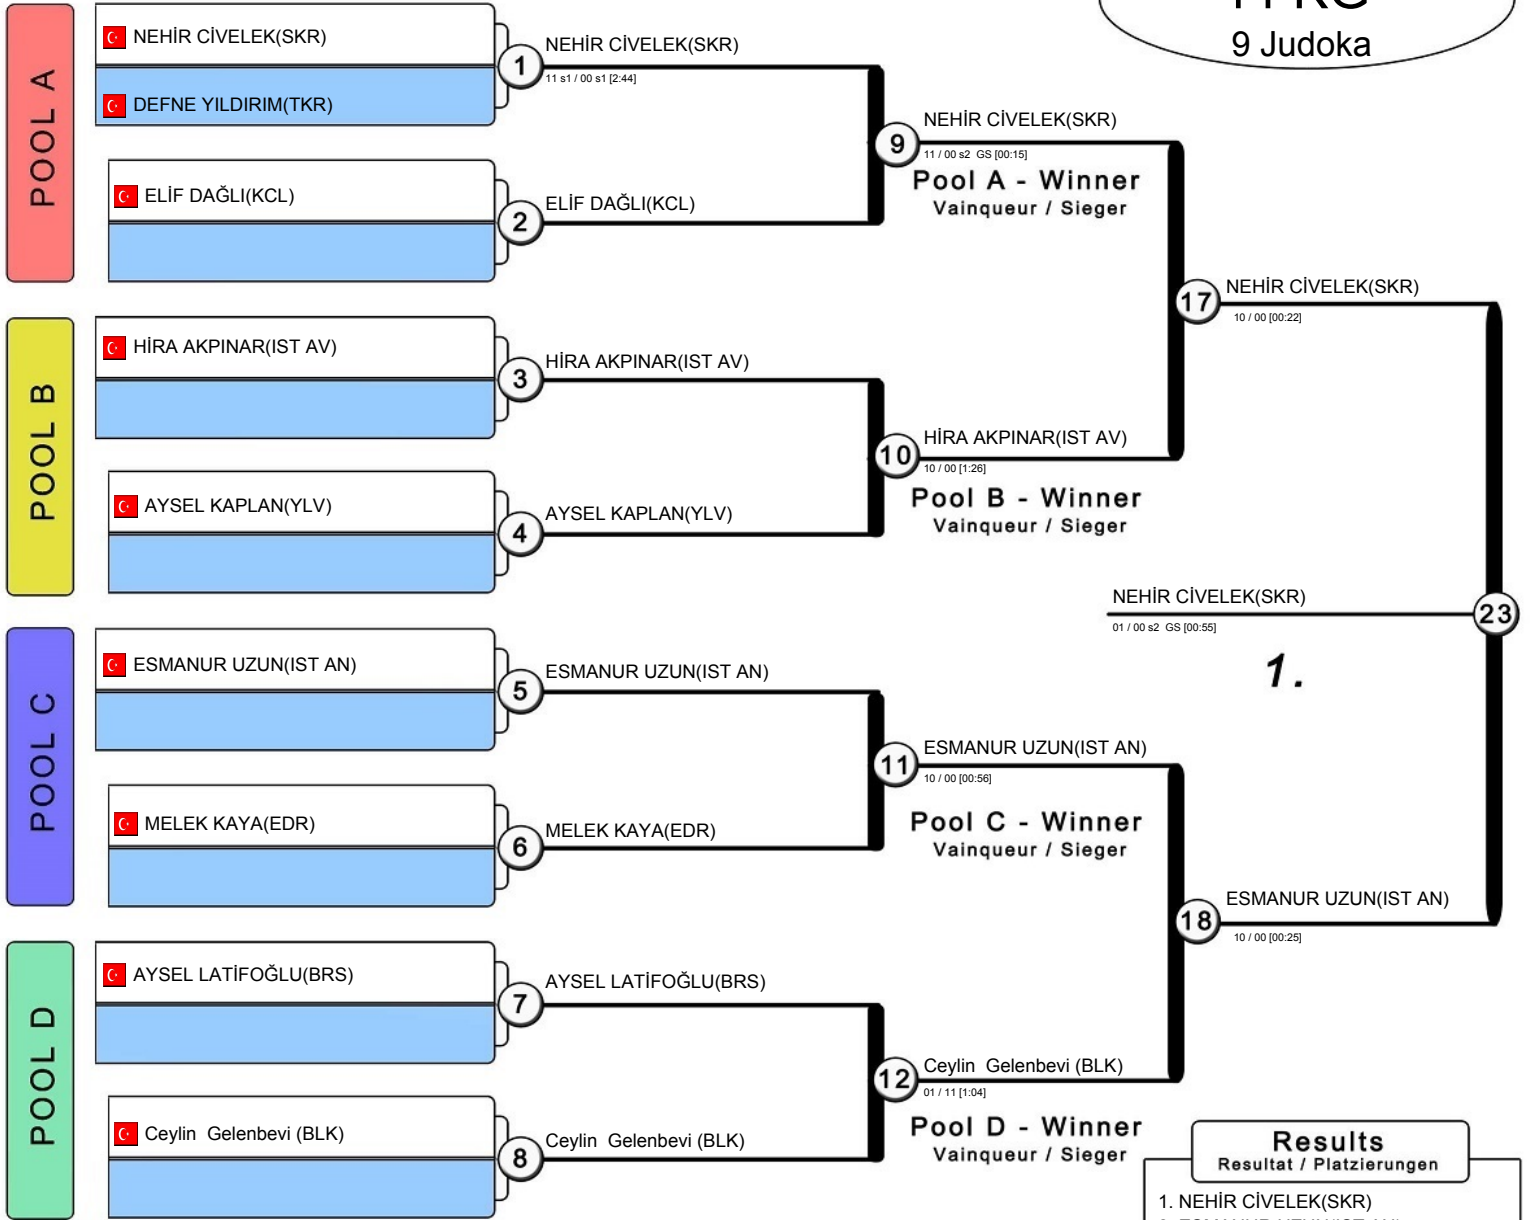 9 Judoka
POOL A
NEHİR CİVELEK(SKR)
DEFNE YILDIRIM(TKR)
1
NEHİR CİVELEK(SKR)
11 s1 / 00 s1 [2:44]
ELİF DAĞLI(KCL)
2
ELİF DAĞLI(KCL)
9
NEHİR CİVELEK(SKR)
11 / 00 s2 GS [00:15]
Pool A - Winner
Vainqueur / Sieger
POOL B
HİRA AKPINAR(IST AV)
3
HİRA AKPINAR(IST AV)
AYSEL KAPLAN(YLV)
4
AYSEL KAPLAN(YLV)
10
HİRA AKPINAR(IST AV)
10 / 00 [1:26]
Pool B - Winner
Vainqueur / Sieger
17
NEHİR CİVELEK(SKR)
10 / 00 [00:22]
NEHİR CİVELEK(SKR)
23
01 / 00 s2 GS [00:55]
1.
POOL C
ESMANUR UZUN(IST AN)
5
ESMANUR UZUN(IST AN)
MELEK KAYA(EDR)
6
MELEK KAYA(EDR)
11
ESMANUR UZUN(IST AN)
10 / 00 [00:56]
Pool C - Winner
Vainqueur / Sieger
18
ESMANUR UZUN(IST AN)
10 / 00 [00:25]
POOL D
AYSEL LATİFOĞLU(BRS)
7
AYSEL LATİFOĞLU(BRS)
Ceylin Gelenbevi (BLK)
8
Ceylin Gelenbevi (BLK)
12
Ceylin Gelenbevi (BLK)
01 / 11 [1:04]
Pool D - Winner
Vainqueur / Sieger
Results
Resultat / Platzierungen
1. NEHİR CİVELEK(SKR)